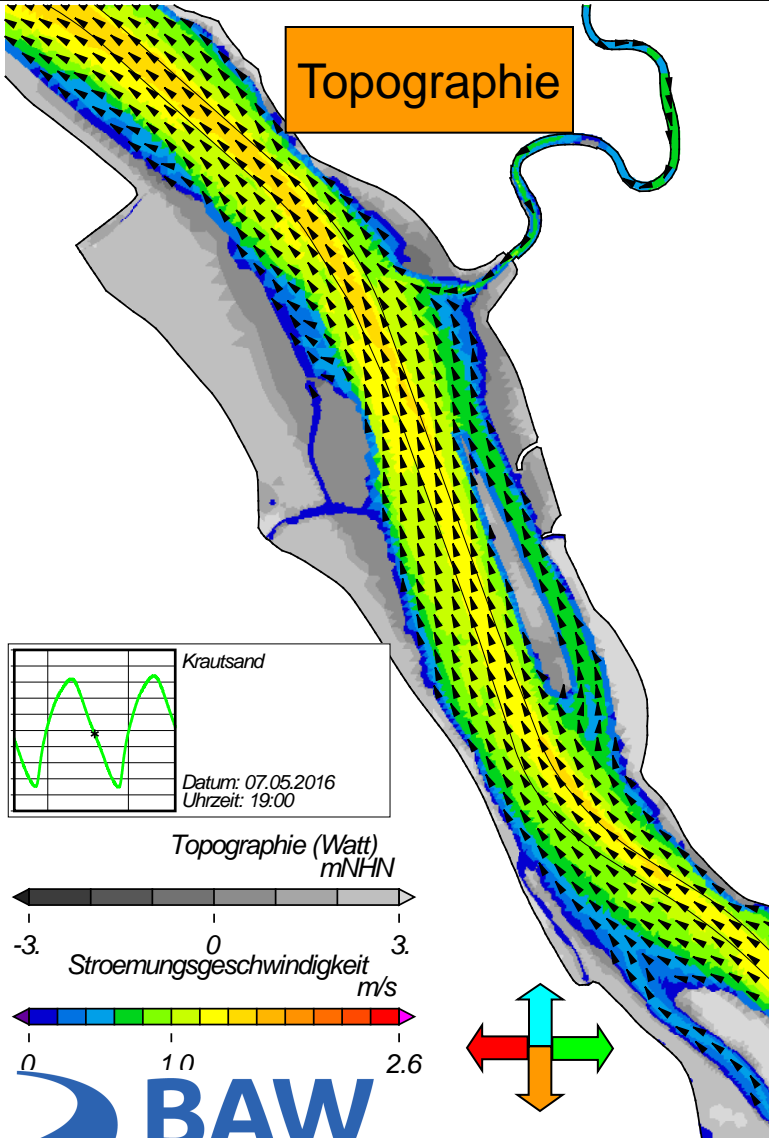 Topographie
Krautsand
Datum: 07.05.2016
Uhrzeit: 19:00
Topographie (Watt)
mNHN
-3. 0 3.
Stroemungsgeschwindigkeit
m/s
0 1.0 2.6
BAW